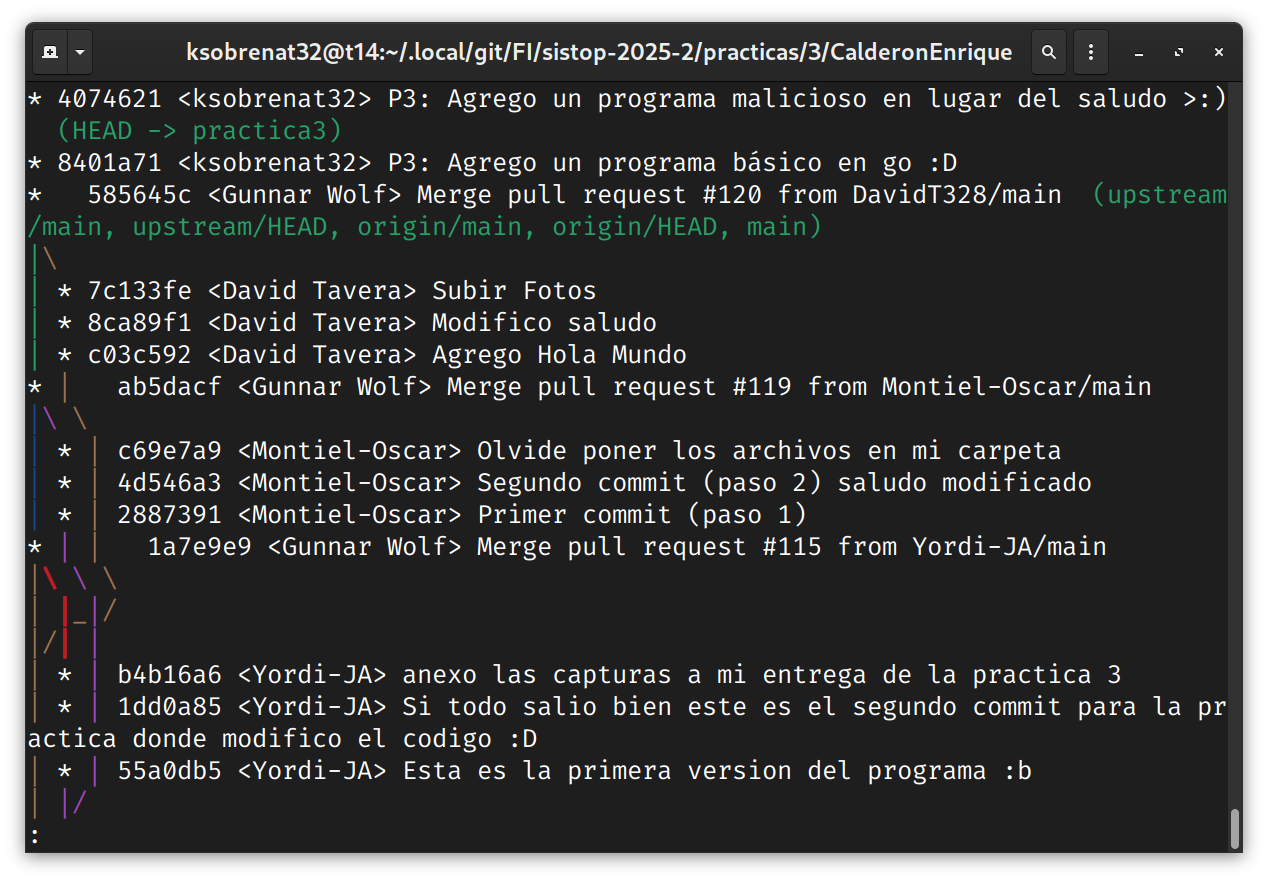 ksobrenat32@t14:~/.local/git/FI/sistop-2025-2/practicas/3/CalderonEnrique
* 4074621 <ksobrenat32> P3: Agrego un programa malicioso en lugar del saludo >:)
  (HEAD -> practica3)
* 8401a71 <ksobrenat32> P3: Agrego un programa básico en go :D
*   585645c <Gunnar Wolf> Merge pull request #120 from DavidT328/main  (upstream
/main, upstream/HEAD, origin/main, origin/HEAD, main)
|\
| * 7c133fe <David Tavera> Subir Fotos
| * 8ca89f1 <David Tavera> Modifico saludo
| * c03c592 <David Tavera> Agrego Hola Mundo
* |   ab5dacf <Gunnar Wolf> Merge pull request #119 from Montiel-Oscar/main
|\ \
| * | c69e7a9 <Montiel-Oscar> Olvide poner los archivos en mi carpeta
| * | 4d546a3 <Montiel-Oscar> Segundo commit (paso 2) saludo modificado
| * | 2887391 <Montiel-Oscar> Primer commit (paso 1)
* | |   1a7e9e9 <Gunnar Wolf> Merge pull request #115 from Yordi-JA/main
|\ \ \
| |_|/
|/| |
| * | b4b16a6 <Yordi-JA> anexo las capturas a mi entrega de la practica 3
| * | 1dd0a85 <Yordi-JA> Si todo salio bien este es el segundo commit para la pr
actica donde modifico el codigo :D
| * | 55a0db5 <Yordi-JA> Esta es la primera version del programa :b
| |/
: